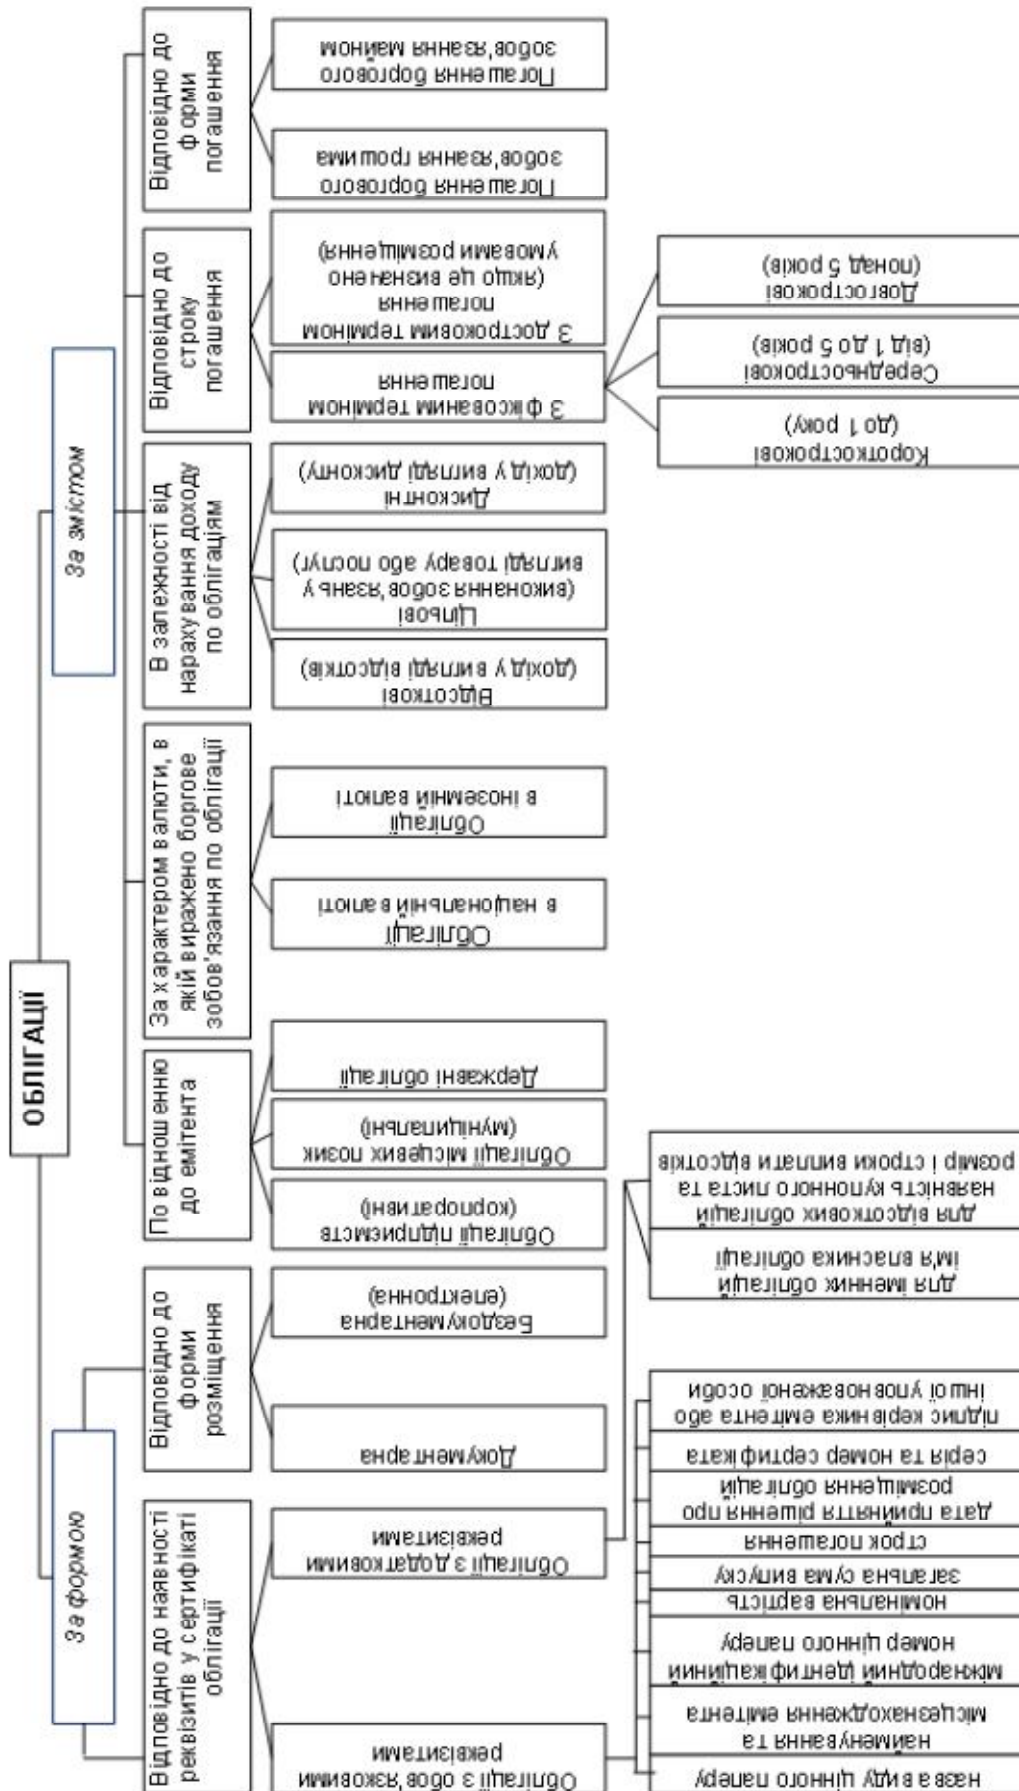 ОБЛІГАЦІЇ
За формою
За змістом
Відповідно до наявності
реквізитів у сертифікаті
облігації
Відповідно до
форми
розміщення
По відношенню
до емітента
За характером валюти, в
якій виражено боргове
зобов'язання по облігації
В залежності від
нарахування доходу
по облігаціям
Відповідно до
строку
погашення
Відповідно до
форми
погашення
Облігації з обов'язковими
реквізитами
Облігації з додатковими
реквізитами
Документарна
Бездокументарна
(електронна)
Облігації підприємств
(корпоративні)
Облігації місцевих позик
(муніципальні)
Державні облігації
Облігації
в національній валюті
Облігації
в іноземній валюті
Відсоткові
(дохід у вигляді відсотків)
Цільові
(виконання зобов'язань у
вигляді товару або послуг)
Дисконтні
(дохід у вигляді дисконту)
З фіксованим терміном
погашення
З достроковим терміном
погашення
(якщо це визначено
умовами розміщення)
Погашення боргового
зобов'язання грошима
Погашення боргового
зобов'язання майном
назва виду цінного паперу
найменування та
місцезнаходження емітента
міжнародний ідентифікаційний
номер цінного паперу
номінальна вартість
загальна сума випуску
строк погашення
дата прийняття рішення про
розміщення облігацій
серія та номер сертифіката
підпис керівника емітента або
іншої уповноваженої особи
для іменних облігацій
ім'я власника облігації
для відсоткових облігацій
наявність купонного листа та
розмір і строки виплати відсотків
Короткострокові
(до 1 року)
Середньострокові
(від 1 до 5 років)
Довгострокові
(понад 5 років)